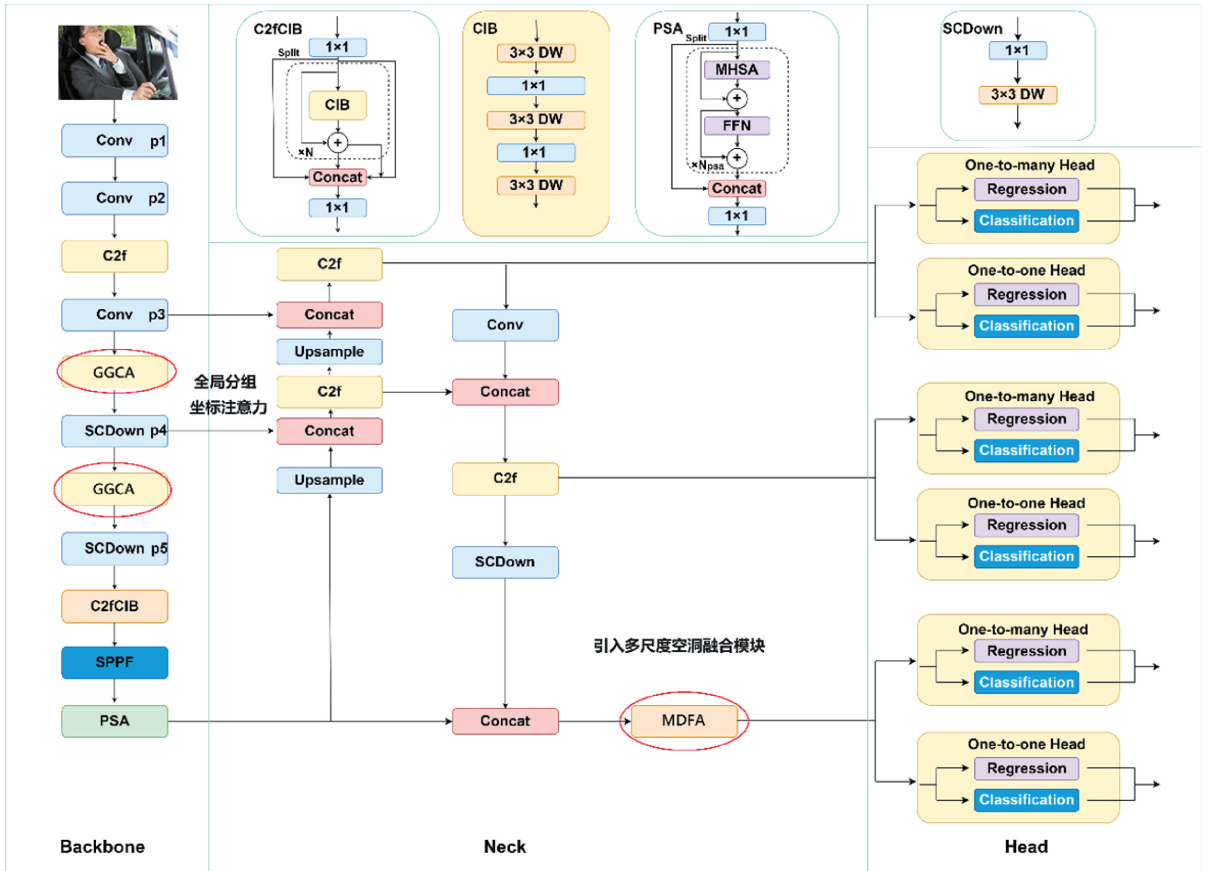 C2fCIB
1×1
Split
CIB
+
×N
Concat
1×1
CIB
3×3 DW
1×1
3×3 DW
1×1
3×3 DW
PSA
1×1
Split
MHSA
+
FFN
+
×Npsa
Concat
1×1
SCDown
1×1
3×3 DW
Conv p1
Conv p2
C2f
Conv p3
GGCA
SCDown p4
GGCA
SCDown p5
C2fCIB
SPPF
PSA
Backbone
C2f
Concat
Upsample
C2f
Concat
Upsample
全局分组
坐标注意力
Conv
Concat
C2f
SCDown
Concat
引入多尺度空洞融合模块
MDFA
Neck
One-to-many Head
Regression
Classification
One-to-one Head
Regression
Classification
One-to-many Head
Regression
Classification
One-to-one Head
Regression
Classification
One-to-many Head
Regression
Classification
One-to-one Head
Regression
Classification
Head